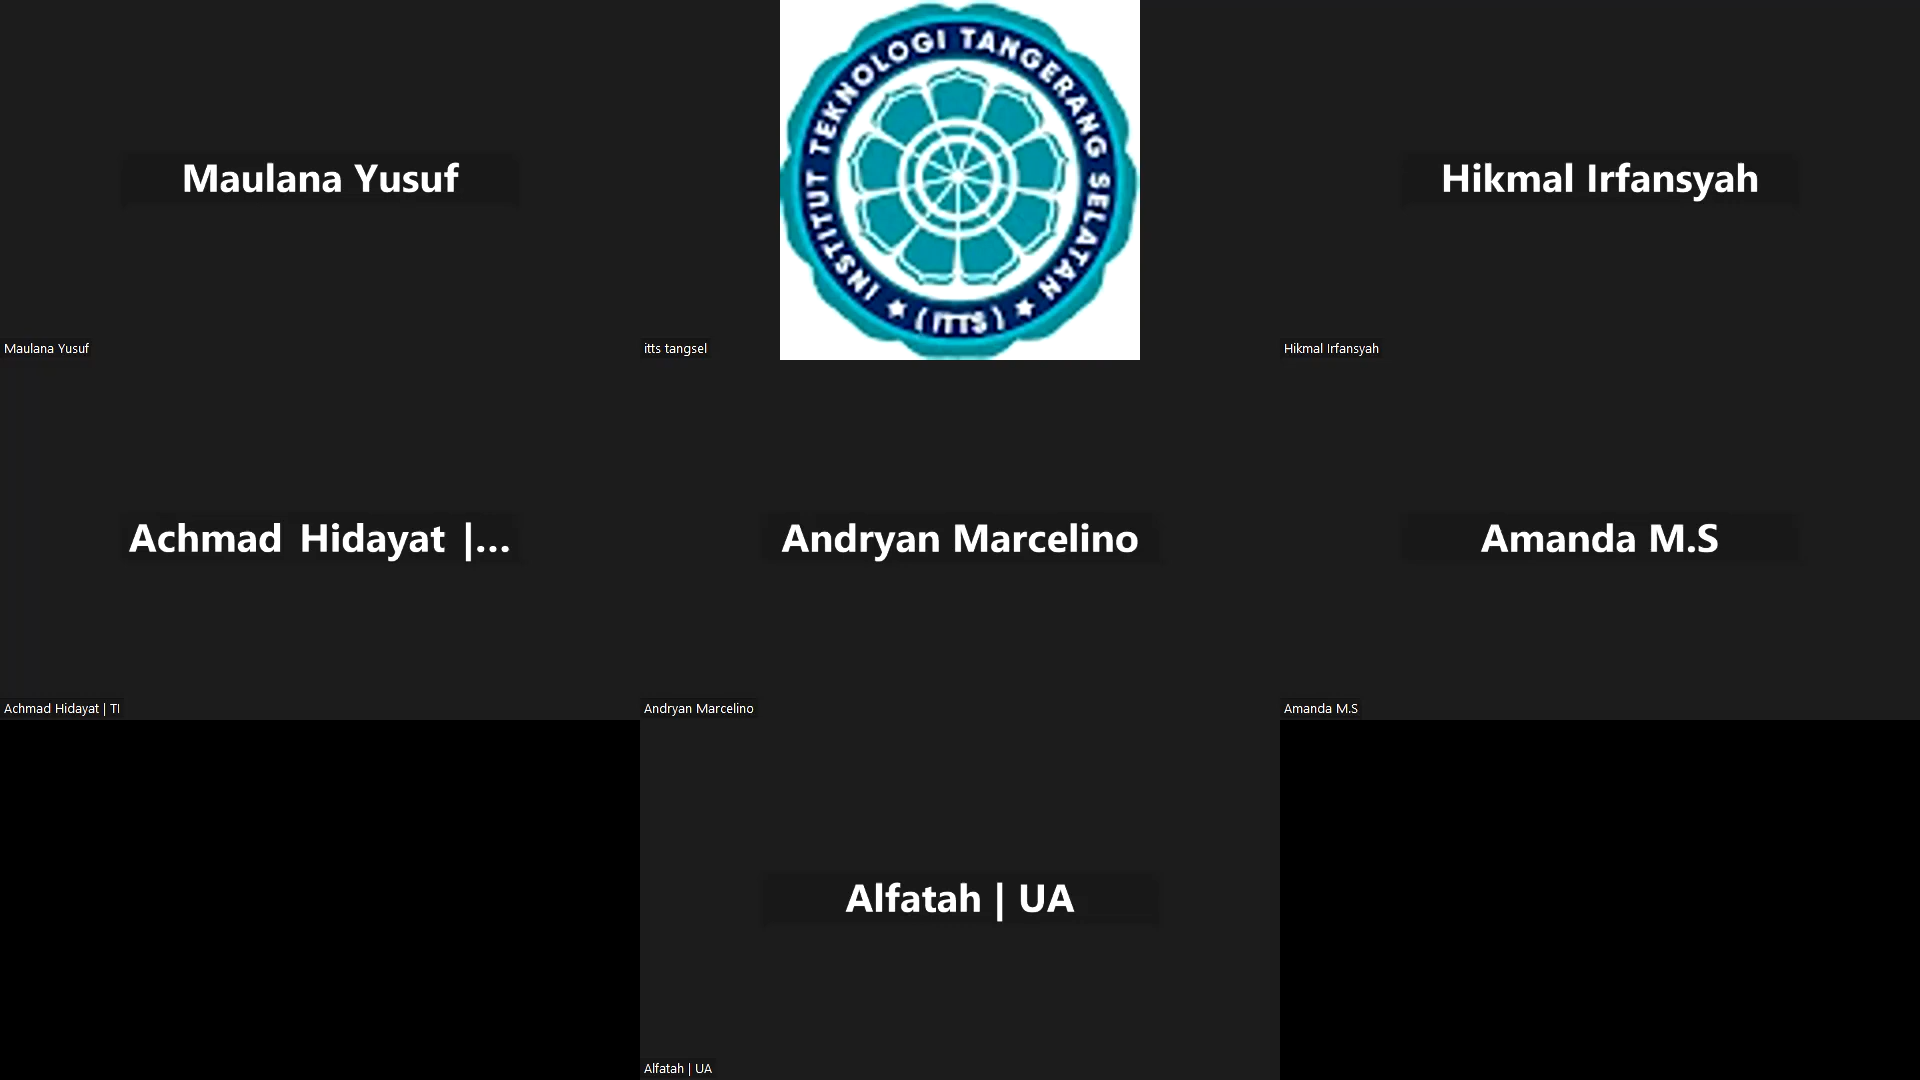 Maulana Yusuf
Maulana Yusuf
INSTITUT TEKNOLOGI TANGERANG SELATAN
( ITTS )
itts tangsel
Hikmal Irfansyah
Hikmal Irfansyah
Achmad Hidayat |...
Achmad Hidayat | TI
Andryan Marcelino
Andryan Marcelino
Amanda M.S
Amanda M.S
Alfatah | UA
Alfatah | UA